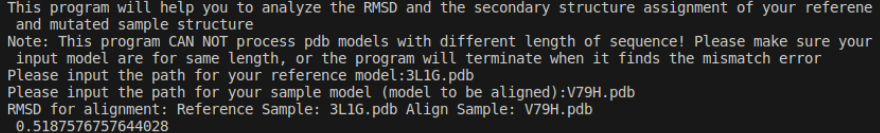 This program will help you to analyze the RMSD and the secondary structure assignment of your referene
 and mutated sample structure
Note: This program CAN NOT process pdb models with different length of sequence! Please make sure your
 input model are for same length, or the program will terminate when it finds the mismatch error
Please input the path for your reference model:3L1G.pdb
Please input the path for your sample model (model to be aligned):V79H.pdb
RMSD for alignment: Reference Sample: 3L1G.pdb Align Sample: V79H.pdb
 0.5187576757644028